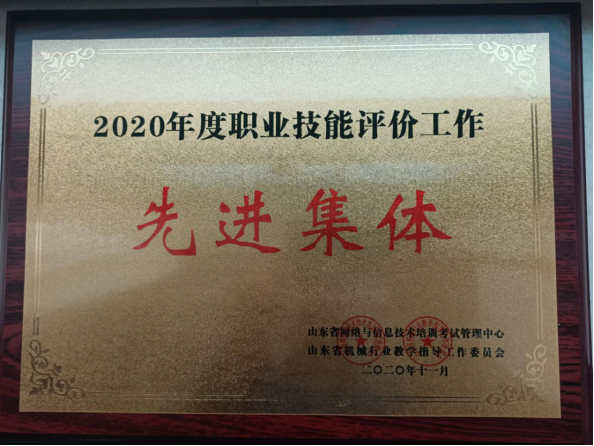 2020年度职业技能评价工作
先进集体
山东省网络与信息技术培训考试管理中心
山东省机械行业教学指导工作委员会
二〇二〇年十一月